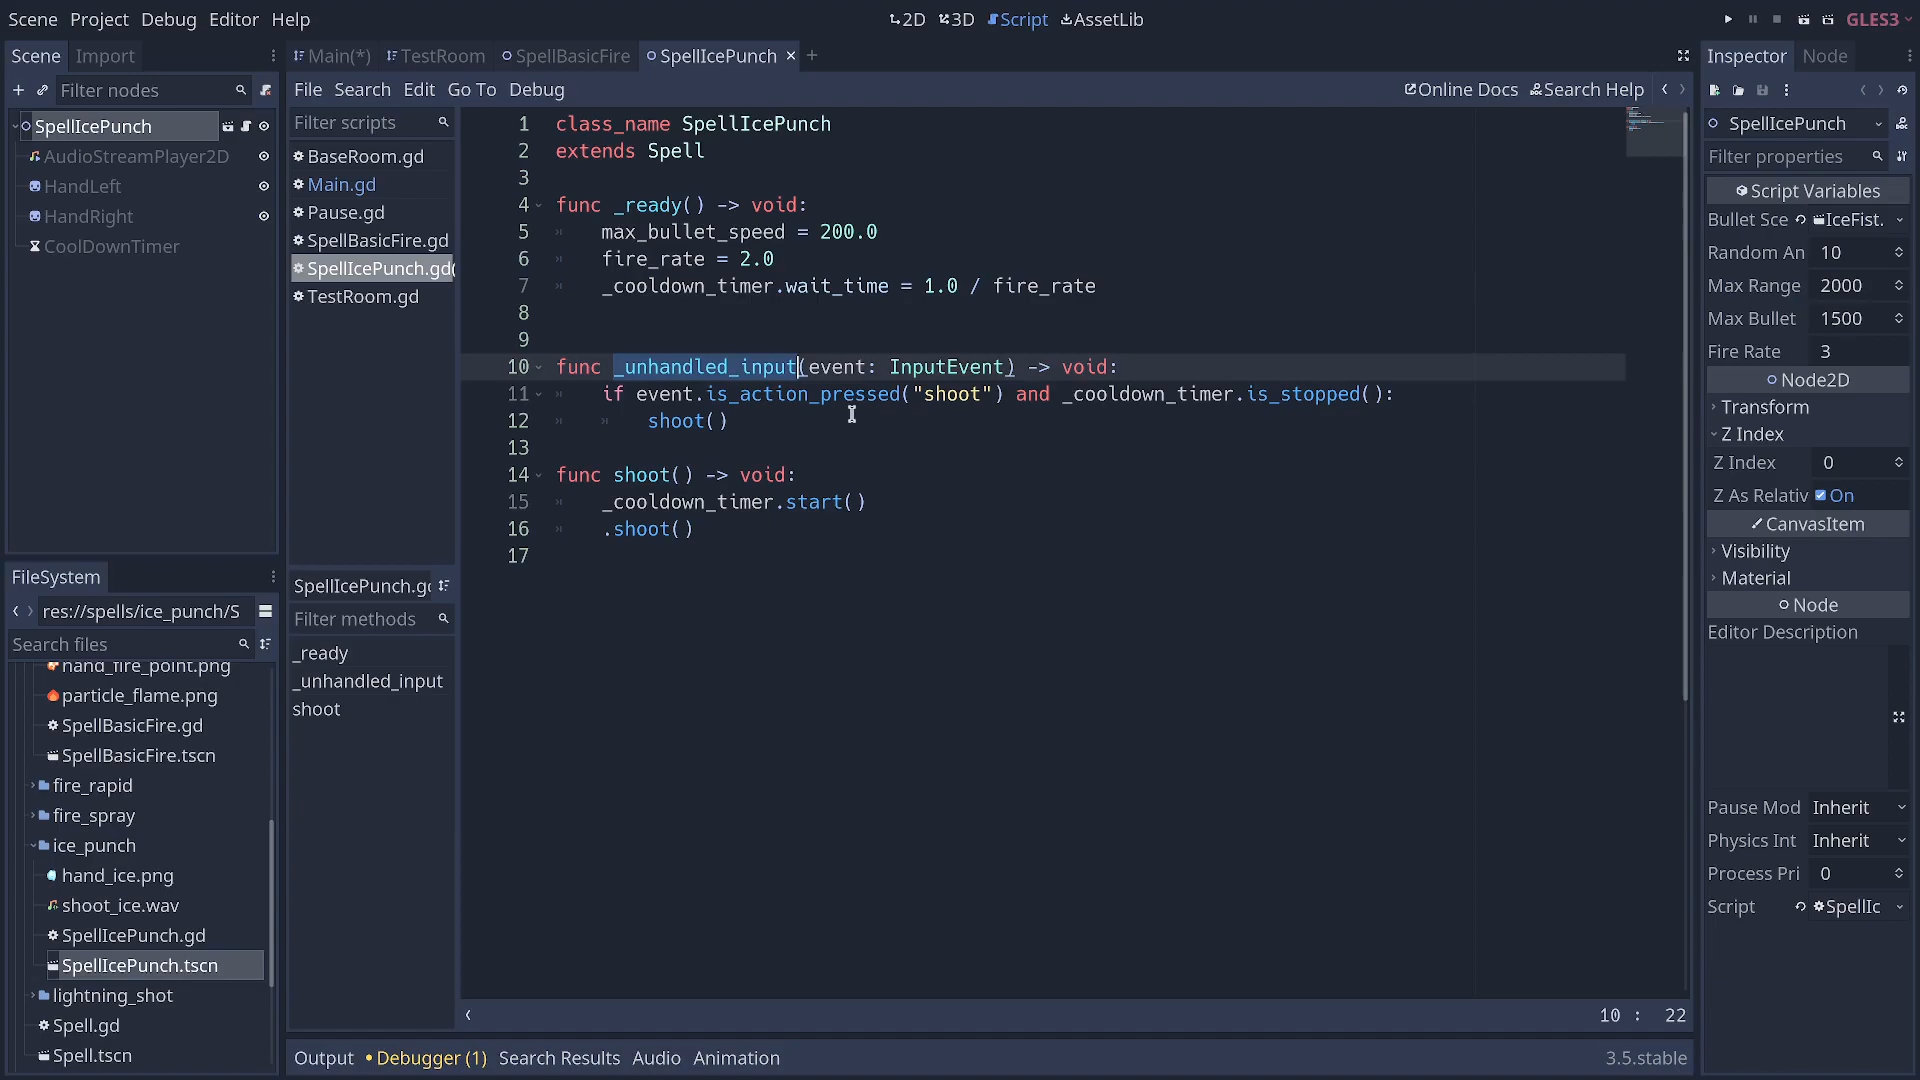 Scene Project Debug Editor Help
2D 3D Script AssetLib
GLES3
Scene Import
Main(*) TestRoom SpellBasicFire SpellIcePunch
Inspector Node
Filter nodes
File Search Edit Go To Debug
Online Docs Search Help
SpellIcePunch
AudioStreamPlayer2D
HandLeft
HandRight
CoolDownTimer
Filter scripts
BaseRoom.gd
Main.gd
Pause.gd
SpellBasicFire.gd
SpellIcePunch.gd(
TestRoom.gd
1 class_name SpellIcePunch
2 extends Spell
3
4 func _ready() -> void:
5 max_bullet_speed = 200.0
6 fire_rate = 2.0
7 _cooldown_timer.wait_time = 1.0 / fire_rate
8
9
10 func _unhandled_input(event: InputEvent) -> void:
11 if event.is_action_pressed("shoot") and _cooldown_timer.is_stopped():
12 shoot()
13
14 func shoot() -> void:
15 _cooldown_timer.start()
16 .shoot()
17
SpellIcePunch
Filter properties
Script Variables
Bullet Sce IceFist.
Random An 10
Max Range 2000
Max Bullet 1500
Fire Rate 3
Node2D
Transform
Z Index
Z Index 0
Z As Relativ On
CanvasItem
Visibility
Material
Node
Editor Description
Pause Mod Inherit
Physics Int Inherit
Process Pri 0
Script SpellIc
FileSystem
res://spells/ice_punch/S
Search files
hand_fire_point.png
particle_flame.png
SpellBasicFire.gd
SpellBasicFire.tscn
fire_rapid
fire_spray
ice_punch
hand_ice.png
shoot_ice.wav
SpellIcePunch.gd
SpellIcePunch.tscn
lightning_shot
Spell.gd
Spell.tscn
SpellIcePunch.gd
Filter methods
_ready
_unhandled_input
shoot
10 : 22
Output Debugger (1) Search Results Audio Animation
3.5.stable